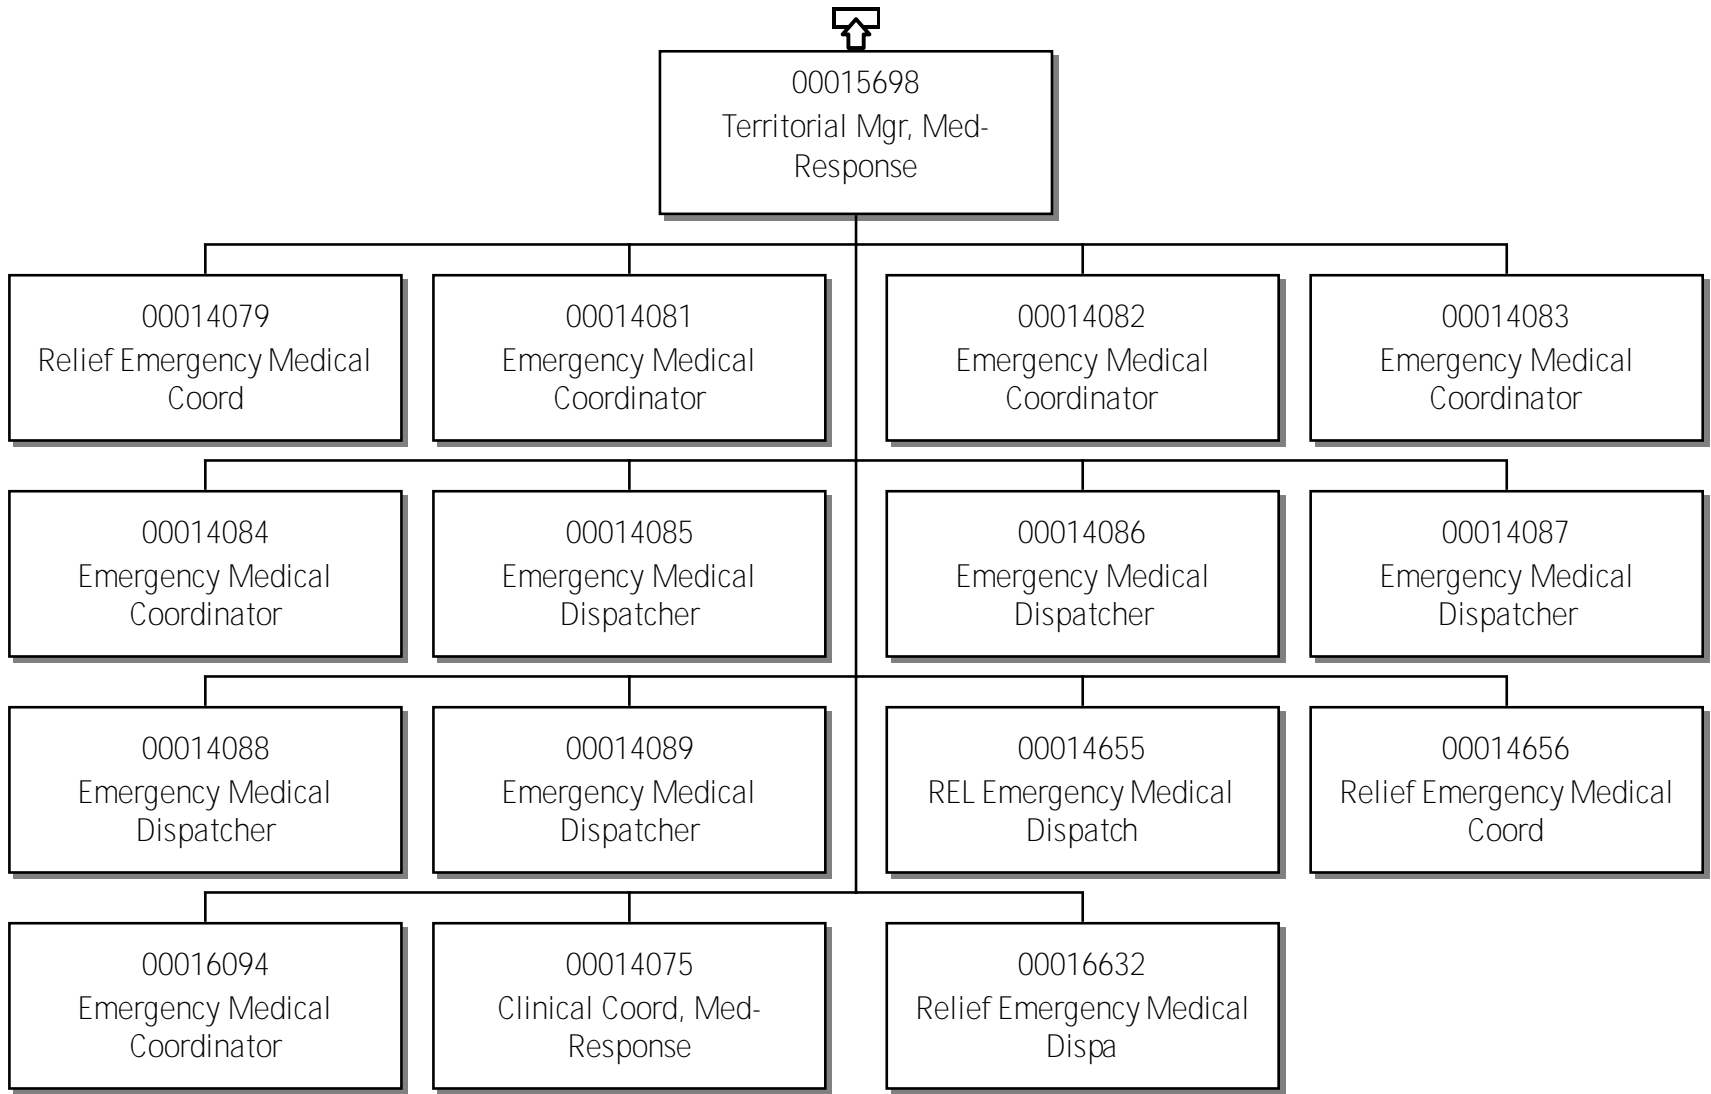 00015698
Territorial Mgr, Med-
Response
00014079
Relief Emergency Medical
Coord
00014081
Emergency Medical
Coordinator
00014082
Emergency Medical
Coordinator
00014083
Emergency Medical
Coordinator
00014084
Emergency Medical
Coordinator
00014085
Emergency Medical
Dispatcher
00014086
Emergency Medical
Dispatcher
00014087
Emergency Medical
Dispatcher
00014088
Emergency Medical
Dispatcher
00014089
Emergency Medical
Dispatcher
00014655
REL Emergency Medical
Dispatch
00014656
Relief Emergency Medical
Coord
00016094
Emergency Medical
Coordinator
00014075
Clinical Coord, Med-
Response
00016632
Relief Emergency Medical
Dispa